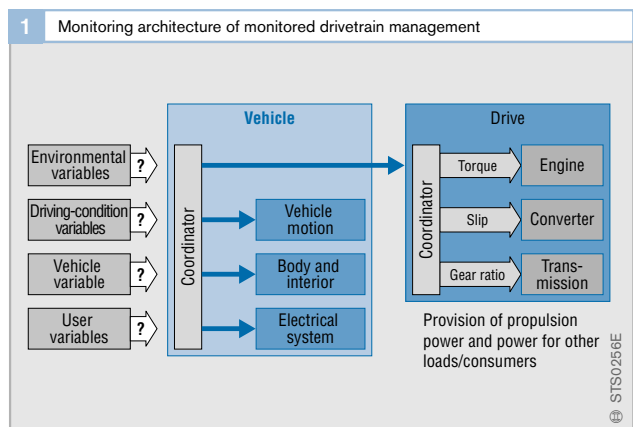 1
Monitoring architecture of monitored drivetrain management
Vehicle
Drive
Environmental
variables
?
Driving-condition
variables
?
Vehicle
variable
?
User
variables
?
Coordinator
Vehicle
motion
Body and
interior
Electrical
system
Coordinator
Torque
Engine
Slip
Converter
Gear ratio
Trans-
mission
Provision of propulsion
power and power for other
loads/consumers
STS0256E